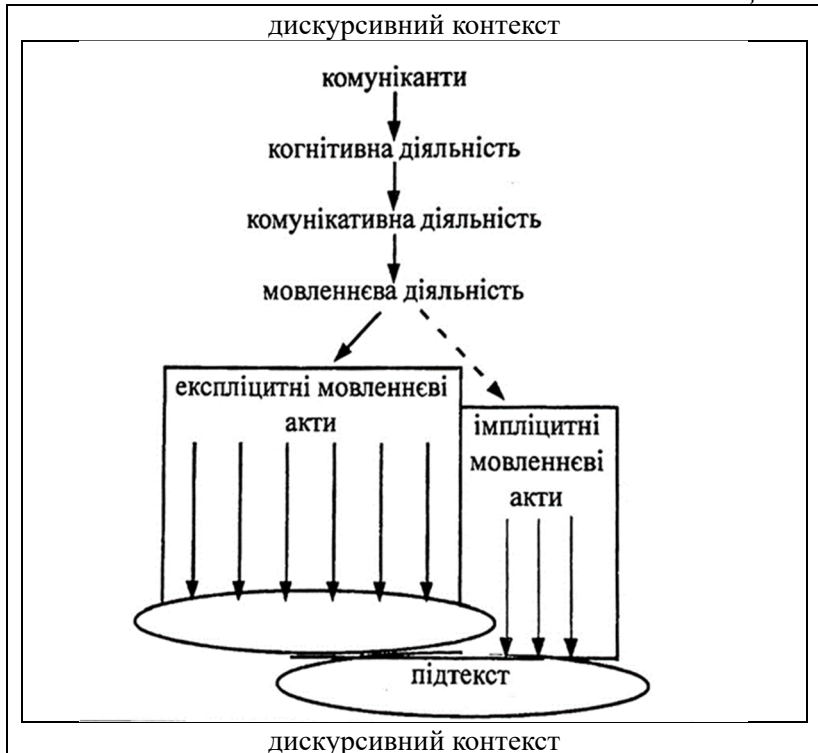 дискурсивний контекст
комуніканти
когнітивна діяльність
комунікативна діяльність
мовленнєва діяльність
експліцитні мовленнєві
акти
імпліцитні
мовленнєві
акти
підтекст
дискурсивний контекст